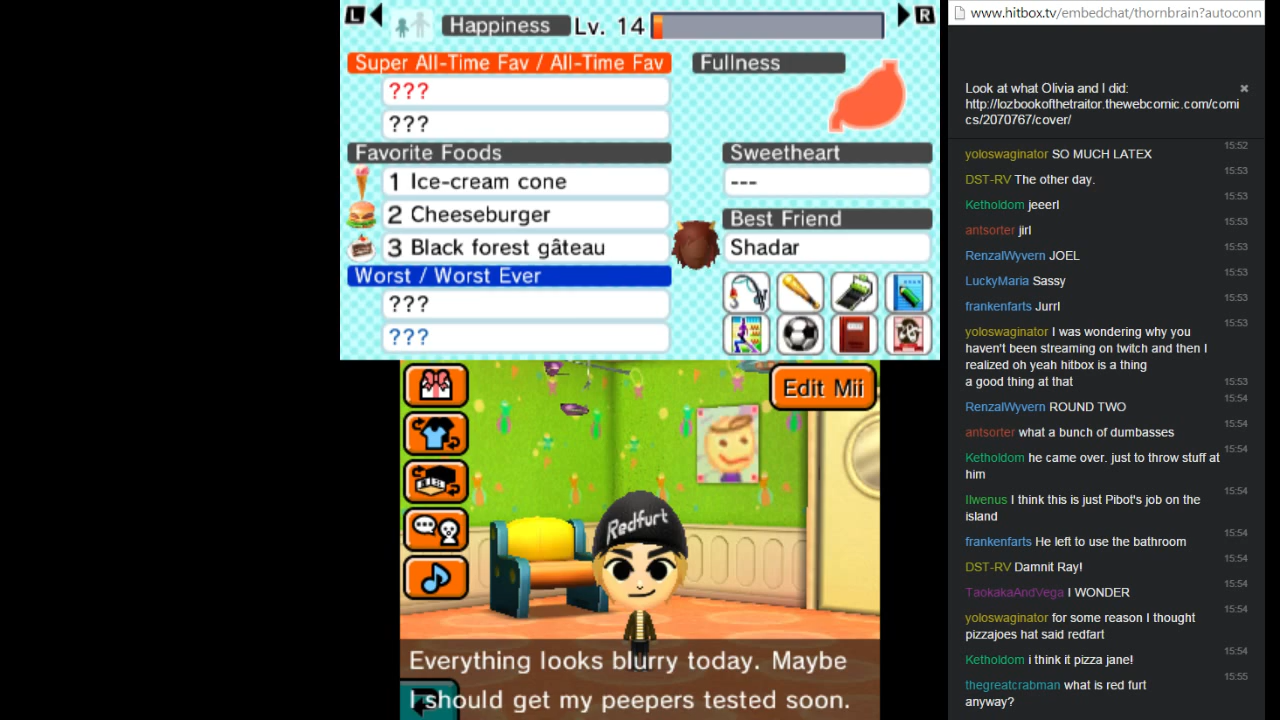 L
Happiness Lv. 14
R
Super All-Time Fav / All-Time Fav
???
???
Fullness
Favorite Foods
1 Ice-cream cone
2 Cheeseburger
3 Black forest gâteau
Sweetheart
---
Best Friend
Shadar
Worst / Worst Ever
???
???
Edit Mii
Redfurt
Everything looks blurry today. Maybe
I should get my peepers tested soon.
www.hitbox.tv/embedchat/thornbrain?autoconn
Look at what Olivia and I did:
http://lozbookofthetraitor.thewebcomic.com/comi
cs/2070767/cover/
yoloswaginator SO MUCH LATEX 15:52
DST-RV The other day. 15:53
Ketholdom jeeerl 15:53
antsorter jirl 15:53
RenzalWyvern JOEL 15:53
LuckyMaria Sassy 15:53
frankenfarts Jurrl 15:53
yoloswaginator I was wondering why you 15:53
haven't been streaming on twitch and then I
realized oh yeah hitbox is a thing
a good thing at that 15:53
RenzalWyvern ROUND TWO 15:54
antsorter what a bunch of dumbasses 15:54
Ketholdom he came over. just to throw stuff at 15:54
him
Ilwenus I think this is just Pibot's job on the 15:54
island
frankenfarts He left to use the bathroom 15:54
DST-RV Damnit Ray! 15:54
TaokakaAndVega I WONDER 15:54
yoloswaginator for some reason I thought 15:54
pizzajoes hat said redfart
Ketholdom i think it pizza jane! 15:54
thegreatcrabman what is red furt 15:55
anyway?